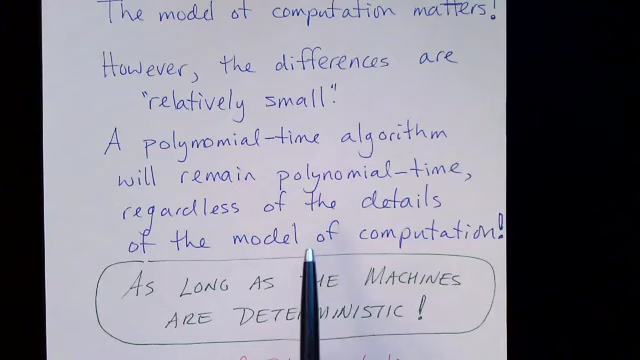 The model of computation matters!
However, the differences are
"relatively small".
A polynomial-time algorithm
will remain polynomial-time,
regardless of the details
of the model of computation!
AS LONG AS THE MACHINES
ARE DETERMINISTIC!